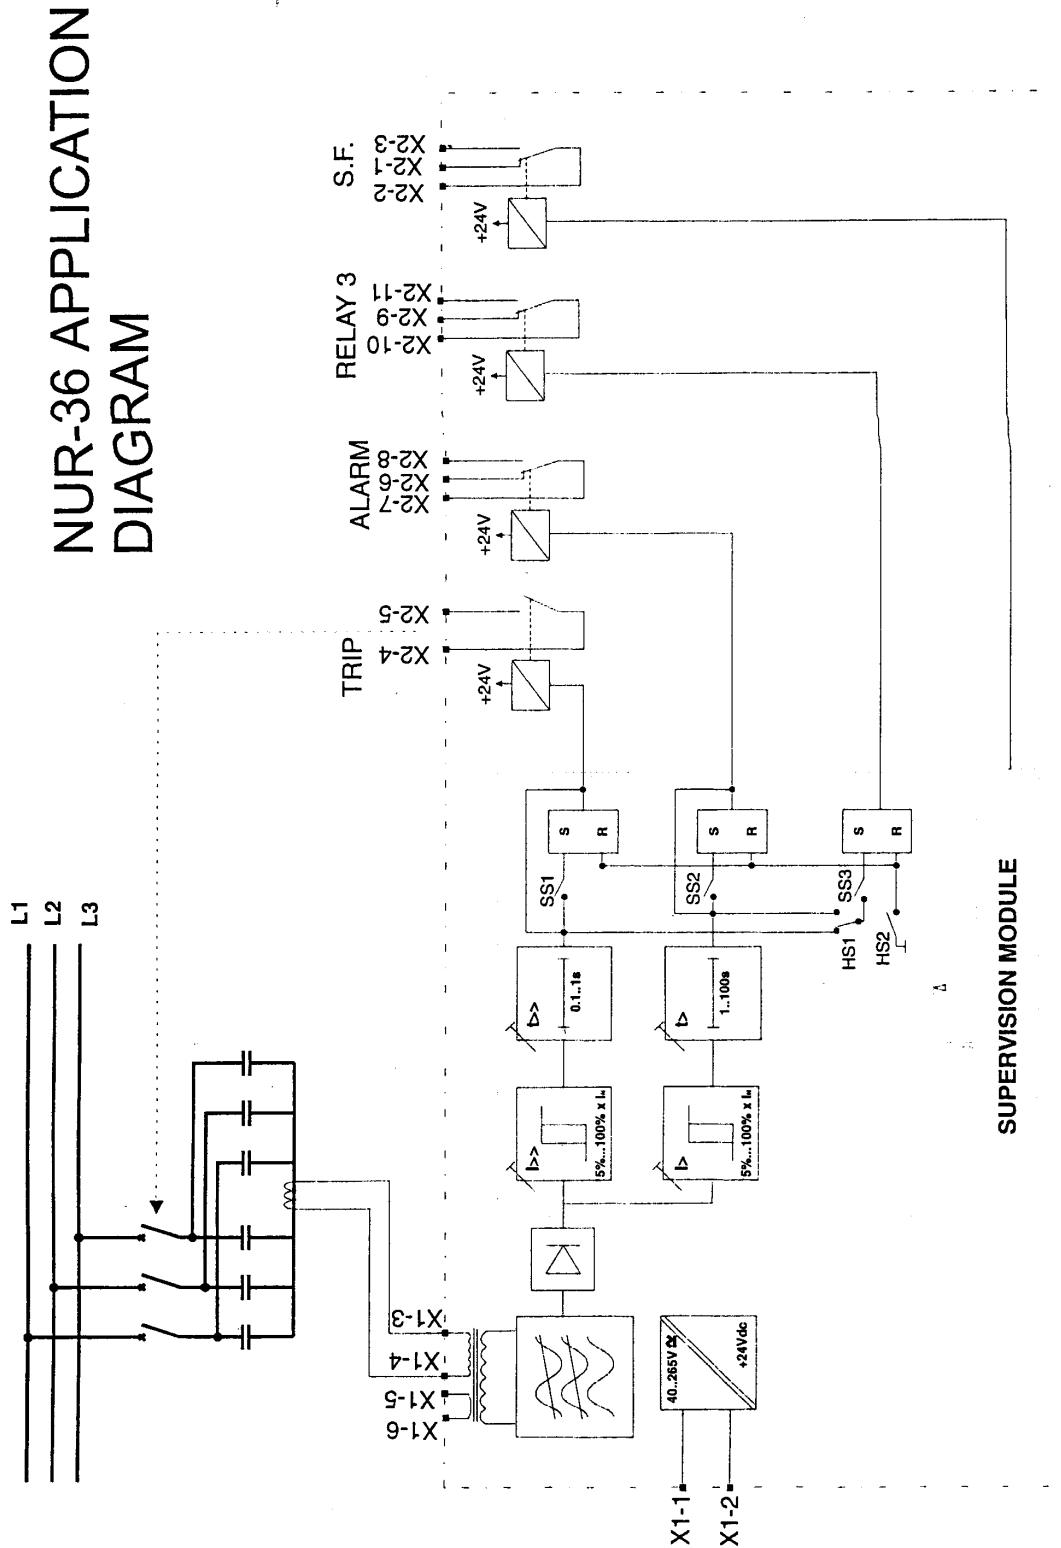 NUR-36 APPLICATION
DIAGRAM
L1
L2
L3
TRIP
ALARM
RELAY 3
S.F.
X2-4
X2-5
X2-7
X2-6
X2-8
X2-10
X2-9
X2-11
X2-2
X2-1
X2-3
+24V
+24V
+24V
+24V
X1-6
X1-5
X1-4
X1-3
I>>
5%...100% x Iₙ
t>>
0.1..1s
SS1
S
R
I>
5%...100% x Iₙ
t>
1..100s
SS2
S
R
HS1
SS3
HS2
S
R
40..265V
+24Vdc
X1-1
X1-2
SUPERVISION MODULE